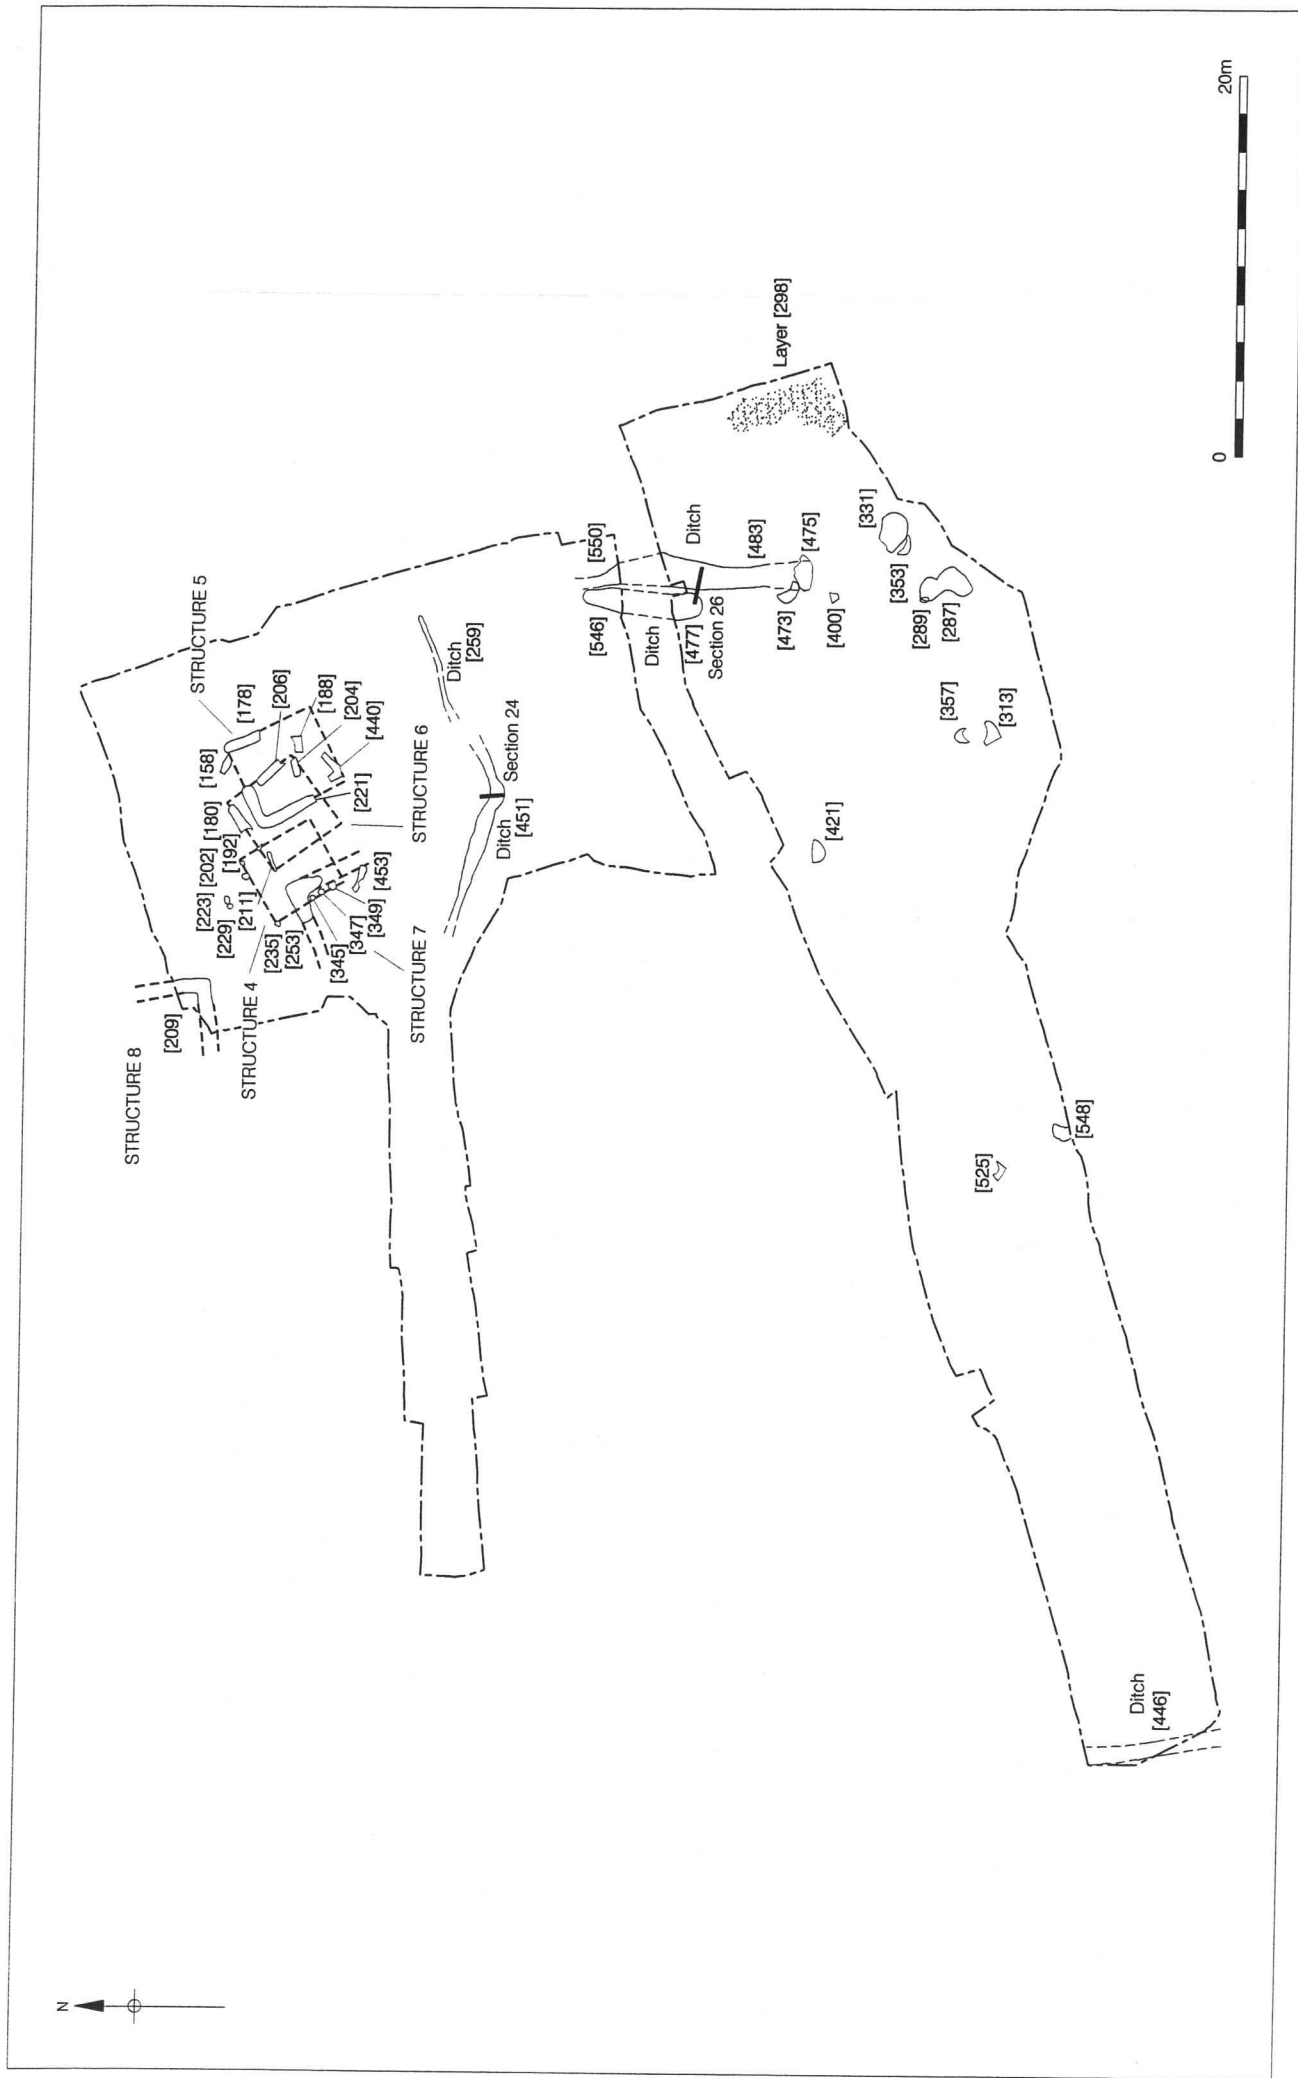 N
STRUCTURE 8
[209]
STRUCTURE 4
STRUCTURE 5
[158]
[178]
[180]
[206]
[192]
[188]
[202]
[204]
[223]
[440]
[229]
[211]
[221]
[235]
[253]
STRUCTURE 6
[345]
[347]
[349]
[453]
STRUCTURE 7
Ditch
[259]
Section 24
Ditch
[451]
[550]
[546]
Ditch
Ditch
[477]
Section 26
[483]
[475]
[473]
[400]
Layer [298]
[331]
[353]
[289]
[287]
[357]
[313]
[421]
[525]
[548]
Ditch
[446]
0
20m